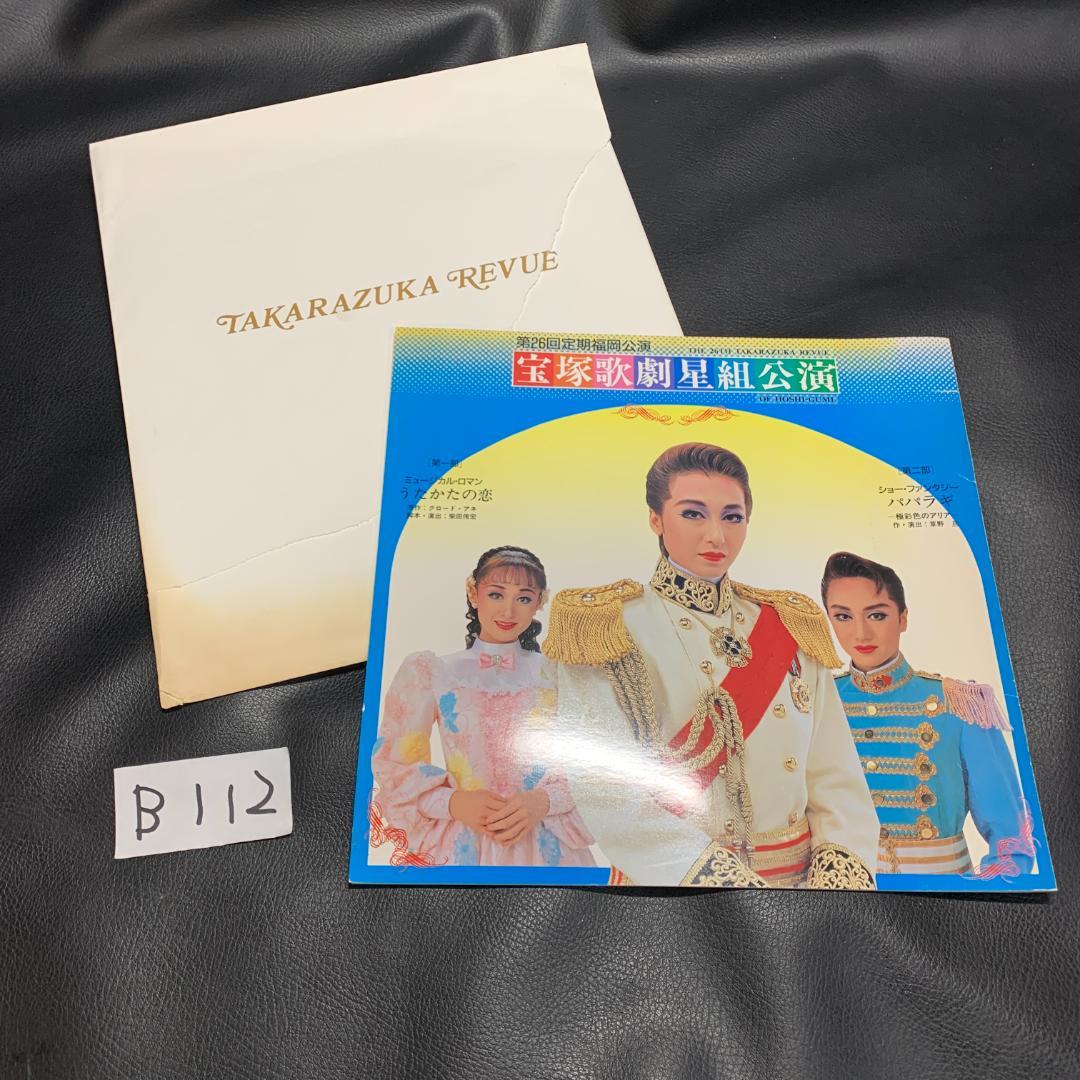 TAKARAZUKA REVUE
第26回定期福岡公演
THE 26TH TAKARAZUKA REVUE
宝塚歌劇星組公演
OF HOSHI-GUMI
[第一部]
ミュージカル・ロマン
うたかたの恋
原作：クロード・アネ
脚本・演出：柴田侑宏
[第二部]
ショー・ファンタジー
パパラギ
―極彩色のアリア―
作・演出：草野
B112